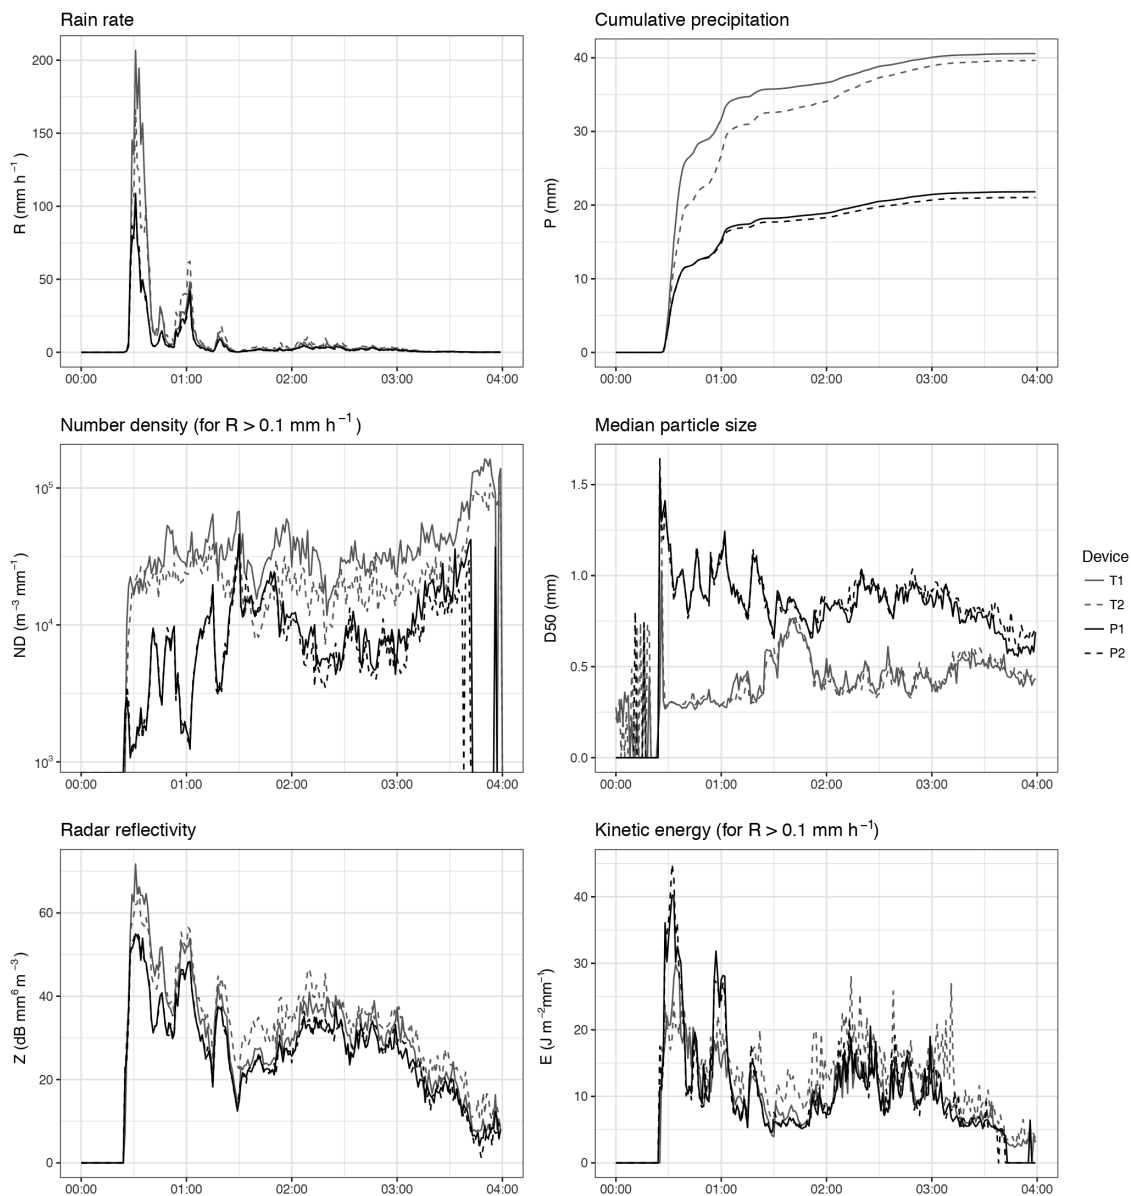 Rain rate
Cumulative precipitation
200
150
100
50
0
R (mm h⁻¹)
00:00 01:00 02:00 03:00 04:00
40
30
20
10
0
P (mm)
00:00 01:00 02:00 03:00 04:00
Number density (for R > 0.1 mm h⁻¹)
Median particle size
10⁵
10⁴
10³
ND (m⁻³ mm⁻¹)
00:00 01:00 02:00 03:00 04:00
1.5
1.0
0.5
0.0
D50 (mm)
00:00 01:00 02:00 03:00 04:00
Device
T1
T2
P1
P2
Radar reflectivity
Kinetic energy (for R > 0.1 mm h⁻¹)
60
40
20
0
Z (dB mm⁶ m⁻³)
00:00 01:00 02:00 03:00 04:00
40
30
20
10
0
E (J m⁻²mm⁻¹)
00:00 01:00 02:00 03:00 04:00